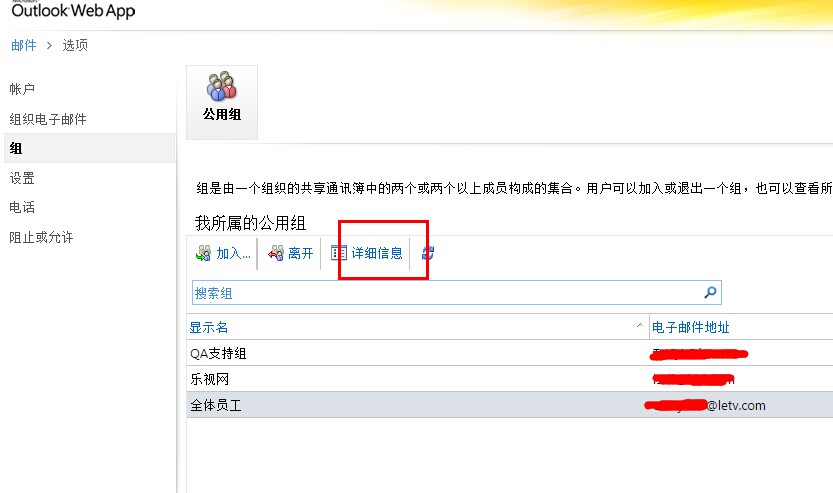 Outlook Web App
邮件 > 选项
帐户
组织电子邮件
组
设置
电话
阻止或允许
公用组
组是由一个组织的共享通讯簿中的两个或两个以上成员构成的集合。用户可以加入或退出一个组，也可以查看所
我所属的公用组
加入... 离开 详细信息
搜索组
显示名 电子邮件地址
QA支持组
乐视网
全体员工 @letv.com